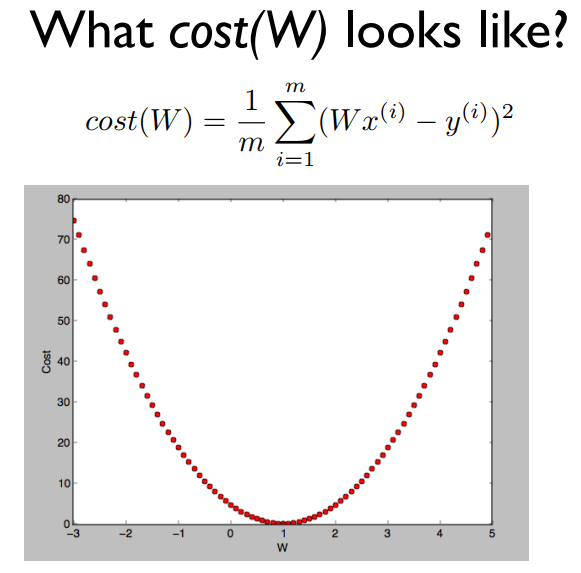 What cost(W) looks like?
m
cost(W) = 1/m ∑ (Wx⁽ⁱ⁾ − y⁽ⁱ⁾)²
i=1
80
70
60
50
40
30
20
10
0
Cost
−3 −2 −1 0 1 2 3 4 5
W